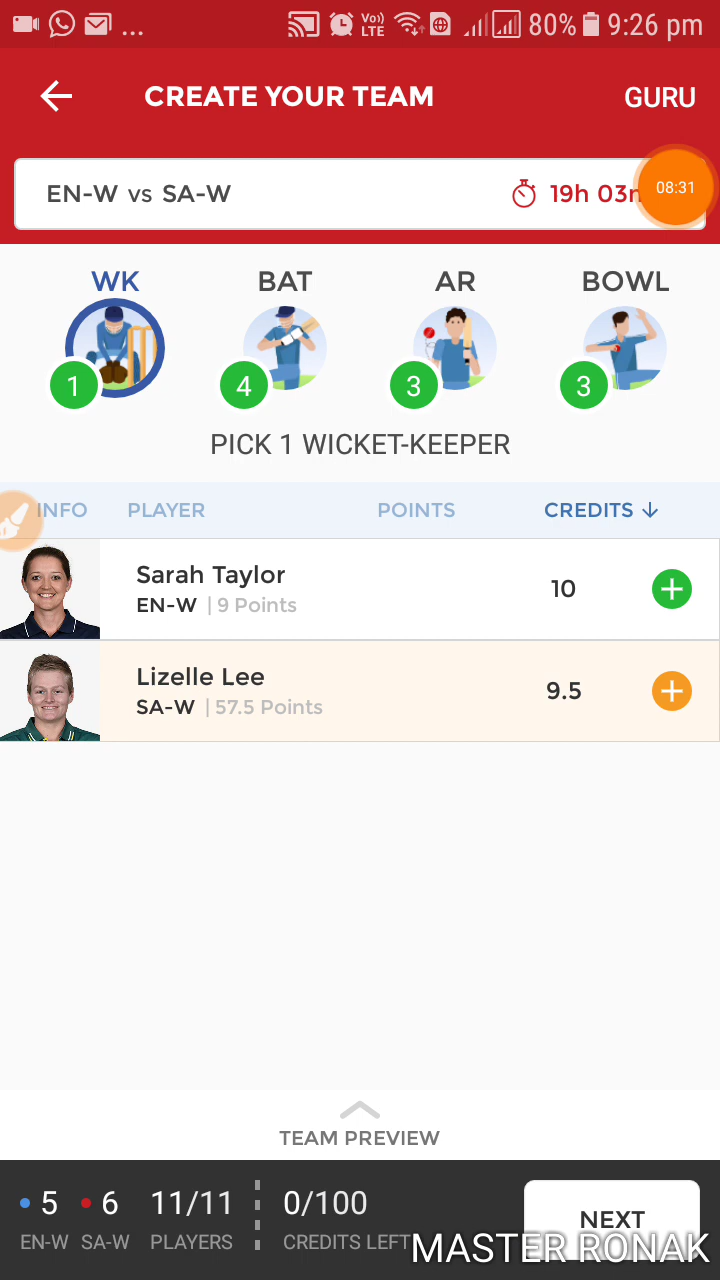 ... Vo) LTE 80% 9:26 pm
CREATE YOUR TEAM GURU
EN-W vs SA-W 19h 03m 08:31
WK BAT AR BOWL
1 4 3 3
PICK 1 WICKET-KEEPER
INFO PLAYER POINTS CREDITS
Sarah Taylor
EN-W | 9 Points 10
Lizelle Lee
SA-W | 57.5 Points 9.5
TEAM PREVIEW
5 6 11/11 0/100 NEXT
EN-W SA-W PLAYERS CREDITS LEFT
MASTER RONAK